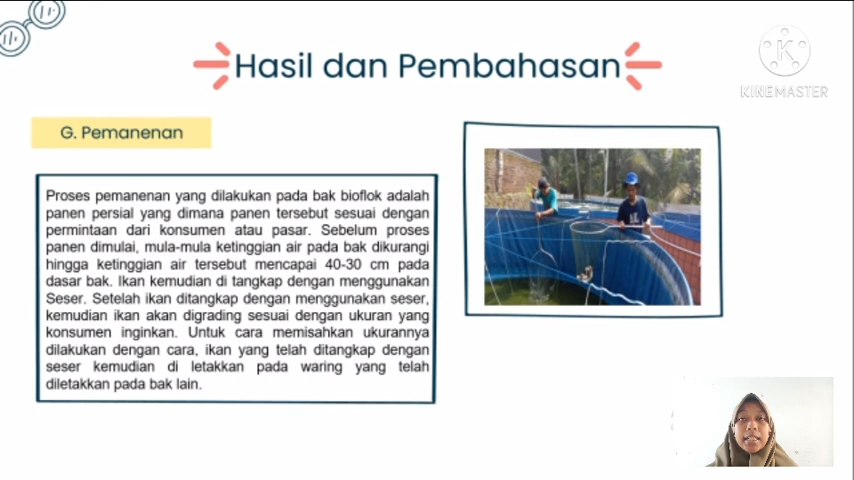 Hasil dan Pembahasan
KINEMASTER
G. Pemanenan
Proses pemanenan yang dilakukan pada bak bioflok adalah
panen persial yang dimana panen tersebut sesuai dengan
permintaan dari konsumen atau pasar. Sebelum proses
panen dimulai, mula-mula ketinggian air pada bak dikurangi
hingga ketinggian air tersebut mencapai 40-30 cm pada
dasar bak. Ikan kemudian di tangkap dengan menggunakan
Seser. Setelah ikan ditangkap dengan menggunakan seser,
kemudian ikan akan digrading sesuai dengan ukuran yang
konsumen inginkan. Untuk cara memisahkan ukurannya
dilakukan dengan cara, ikan yang telah ditangkap dengan
seser kemudian di letakkan pada waring yang telah
diletakkan pada bak lain.